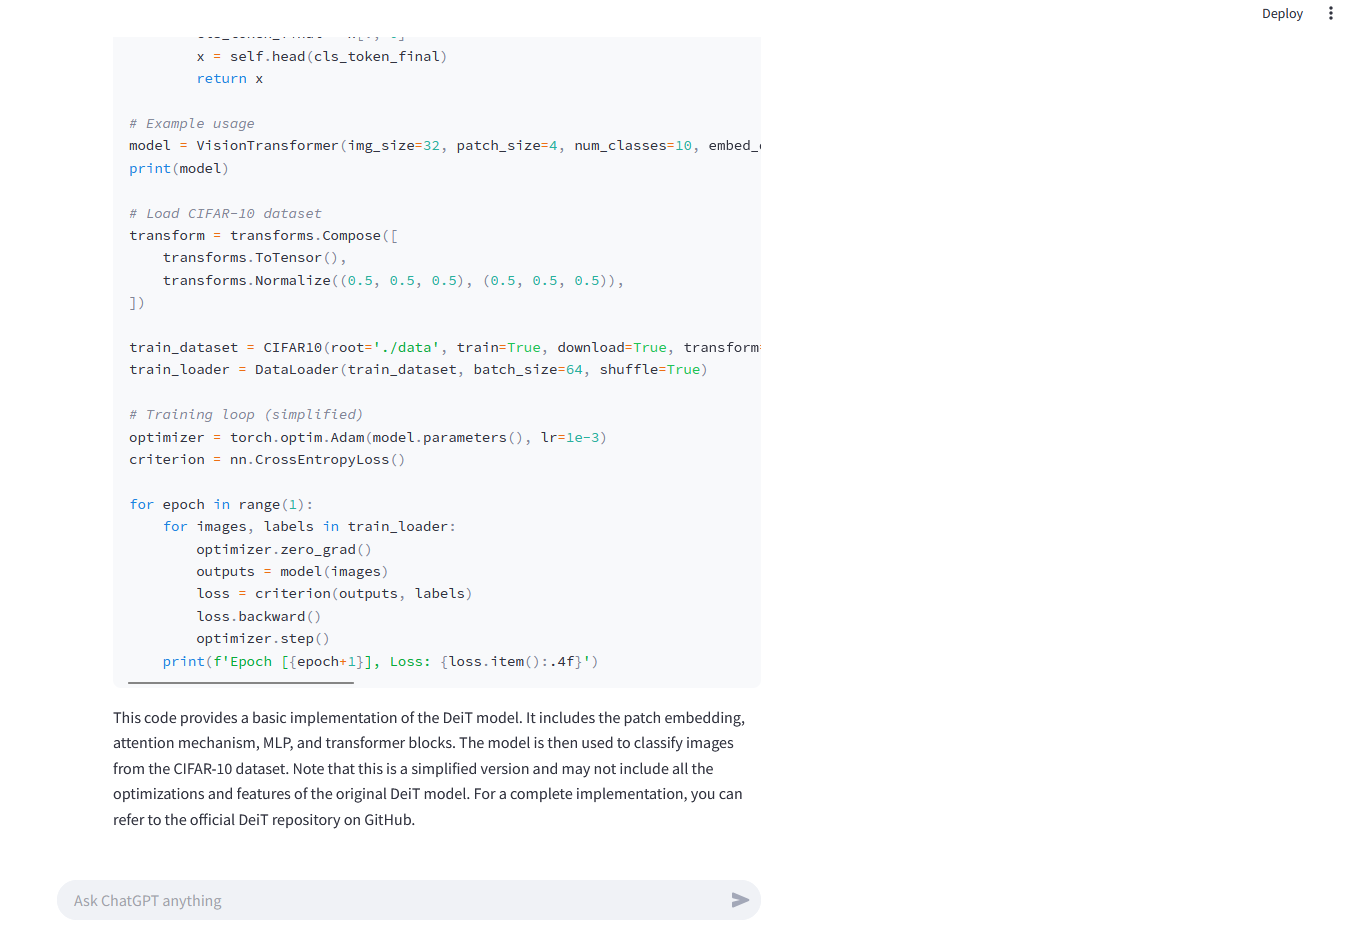 Deploy
x = self.head(cls_token_final)
return x
# Example usage
model = VisionTransformer(img_size=32, patch_size=4, num_classes=10,
print(model)
# Load CIFAR-10 dataset
transform = transforms.Compose([
    transforms.ToTensor(),
    transforms.Normalize((0.5, 0.5, 0.5), (0.5, 0.5, 0.5)),
])
train_dataset = CIFAR10(root='./data', train=True, download=True, transform=
train_loader = DataLoader(train_dataset, batch_size=64, shuffle=True)
# Training loop (simplified)
optimizer = torch.optim.Adam(model.parameters(), lr=1e-3)
criterion = nn.CrossEntropyLoss()
for epoch in range(1):
    for images, labels in train_loader:
        optimizer.zero_grad()
        outputs = model(images)
        loss = criterion(outputs, labels)
        loss.backward()
        optimizer.step()
    print(f'Epoch [{epoch+1}], Loss: {loss.item():.4f}')
This code provides a basic implementation of the DeiT model. It includes the patch embedding,
attention mechanism, MLP, and transformer blocks. The model is then used to classify images
from the CIFAR-10 dataset. Note that this is a simplified version and may not include all the
optimizations and features of the original DeiT model. For a complete implementation, you can
refer to the official DeiT repository on GitHub.
Ask ChatGPT anything